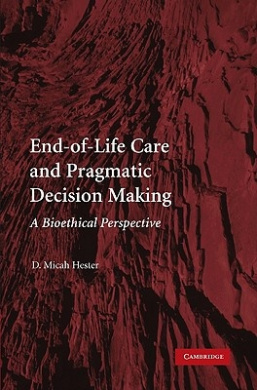 End-of-Life Care
and Pragmatic
Decision Making
A Bioethical Perspective
D. Micah Hester
CAMBRIDGE